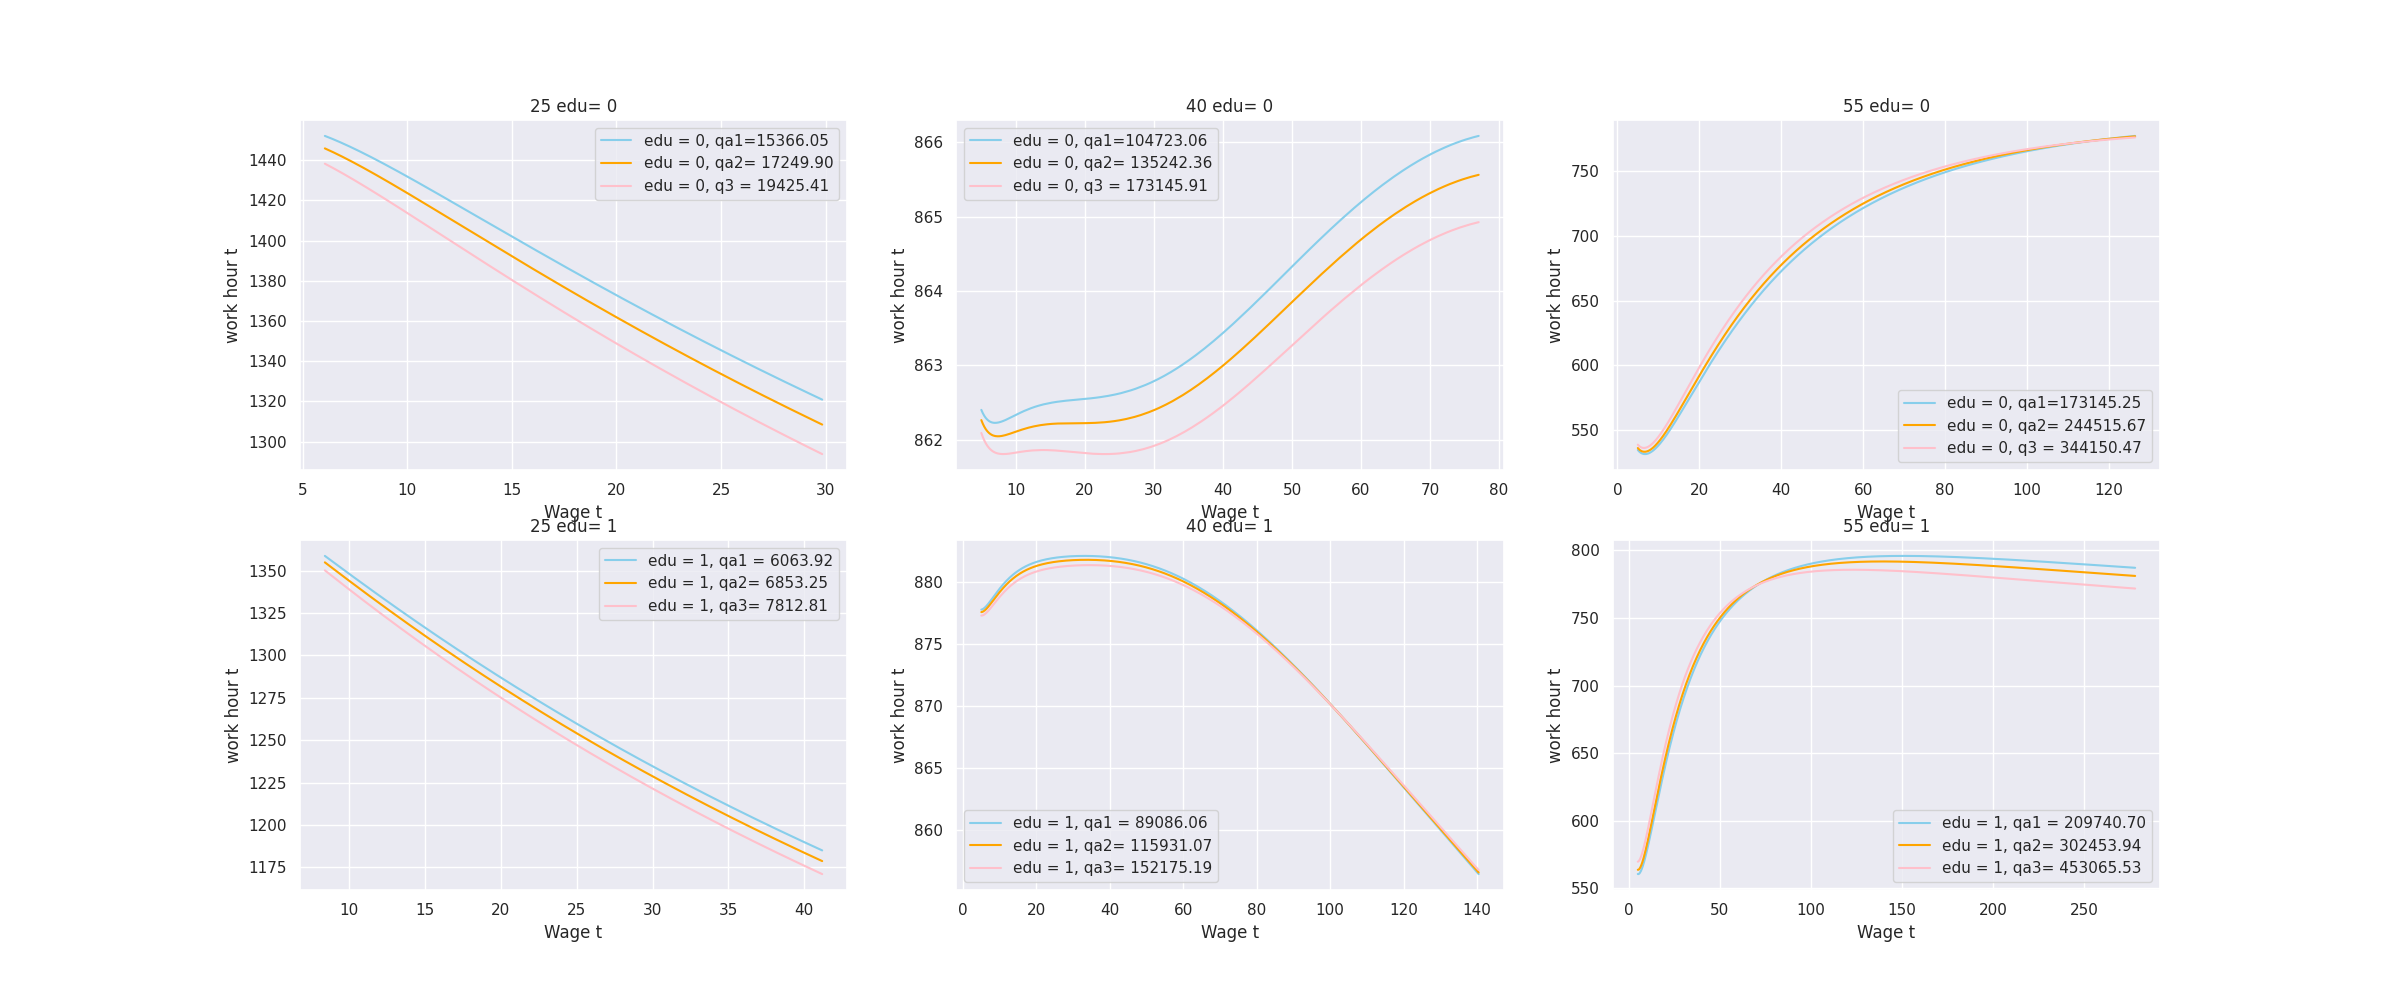 25 edu= 0
edu = 0, qa1=15366.05
edu = 0, qa2= 17249.90
edu = 0, q3 = 19425.41
work hour t
1440
1420
1400
1380
1360
1340
1320
1300
5 10 15 20 25 30
Wage t
40 edu= 0
edu = 0, qa1=104723.06
edu = 0, qa2= 135242.36
edu = 0, q3 = 173145.91
work hour t
866
865
864
863
862
10 20 30 40 50 60 70 80
Wage t
55 edu= 0
edu = 0, qa1=173145.25
edu = 0, qa2= 244515.67
edu = 0, q3 = 344150.47
work hour t
750
700
650
600
550
0 20 40 60 80 100 120
Wage t
25 edu= 1
edu = 1, qa1 = 6063.92
edu = 1, qa2= 6853.25
edu = 1, qa3= 7812.81
work hour t
1350
1325
1300
1275
1250
1225
1200
1175
10 15 20 25 30 35 40
Wage t
40 edu= 1
edu = 1, qa1 = 89086.06
edu = 1, qa2= 115931.07
edu = 1, qa3= 152175.19
work hour t
880
875
870
865
860
0 20 40 60 80 100 120 140
Wage t
55 edu= 1
edu = 1, qa1 = 209740.70
edu = 1, qa2= 302453.94
edu = 1, qa3= 453065.53
work hour t
800
750
700
650
600
550
0 50 100 150 200 250
Wage t